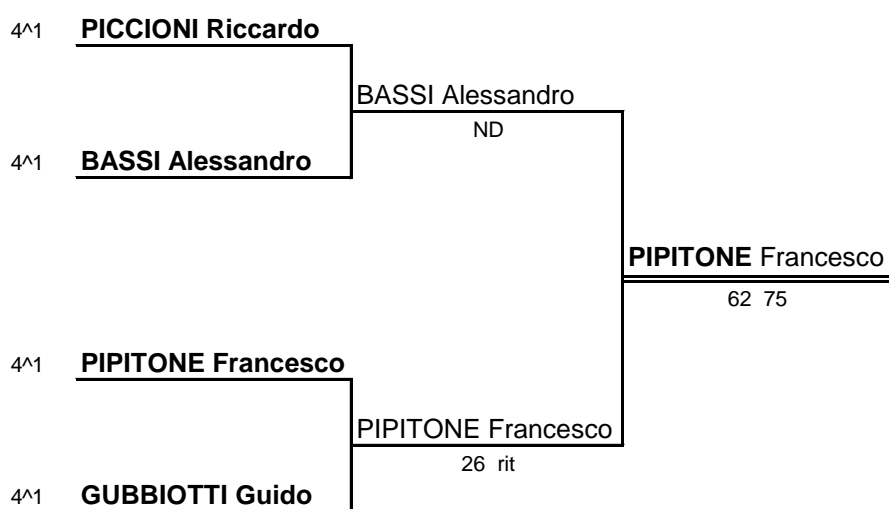 4^1 PICCIONI Riccardo
BASSI Alessandro
ND
4^1 BASSI Alessandro
PIPITONE Francesco
62 75
4^1 PIPITONE Francesco
PIPITONE Francesco
26 rit
4^1 GUBBIOTTI Guido